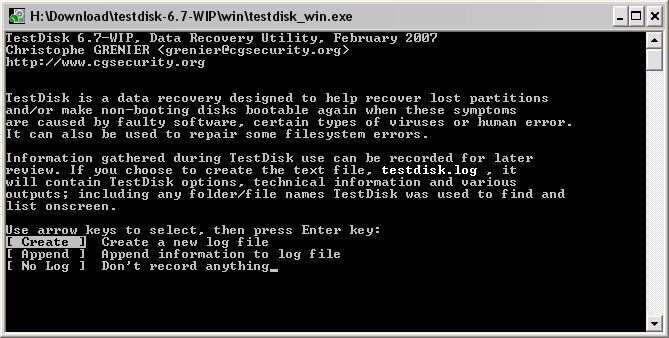 H:\Download\testdisk-6.7-WIP\win\testdisk_win.exe
TestDisk 6.7-WIP, Data Recovery Utility, February 2007
Christophe GRENIER <grenier@cgsecurity.org>
http://www.cgsecurity.org
TestDisk is a data recovery designed to help recover lost partitions
and/or make non-booting disks bootable again when these symptoms
are caused by faulty software, certain types of viruses or human error.
It can also be used to repair some filesystem errors.
Information gathered during TestDisk use can be recorded for later
review. If you choose to create the text file, testdisk.log , it
will contain TestDisk options, technical information and various
outputs; including any folder/file names TestDisk was used to find and
list onscreen.
Use arrow keys to select, then press Enter key:
[ Create ]  Create a new log file
[ Append ]  Append information to log file
[ No Log ]  Don't record anything